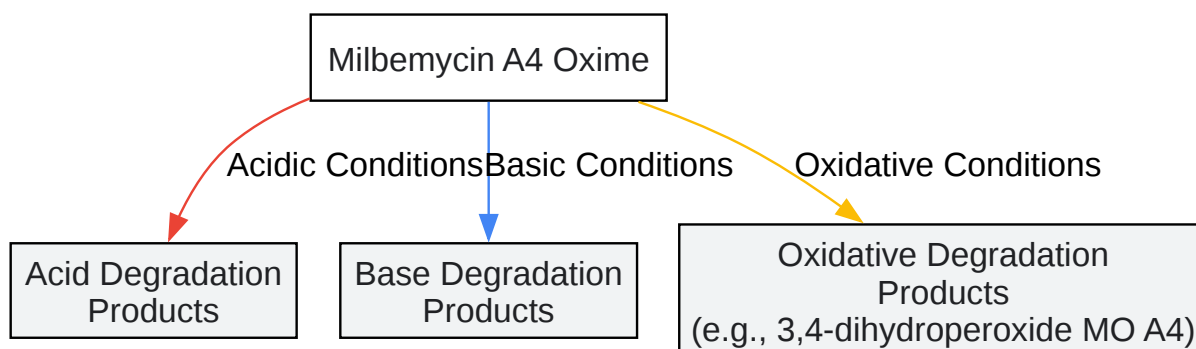 Milbemycin A4 Oxime
Acidic Conditions
Basic Conditions
Oxidative Conditions
Acid Degradation
Products
Base Degradation
Products
Oxidative Degradation
Products
(e.g., 3,4-dihydroperoxide MO A4)